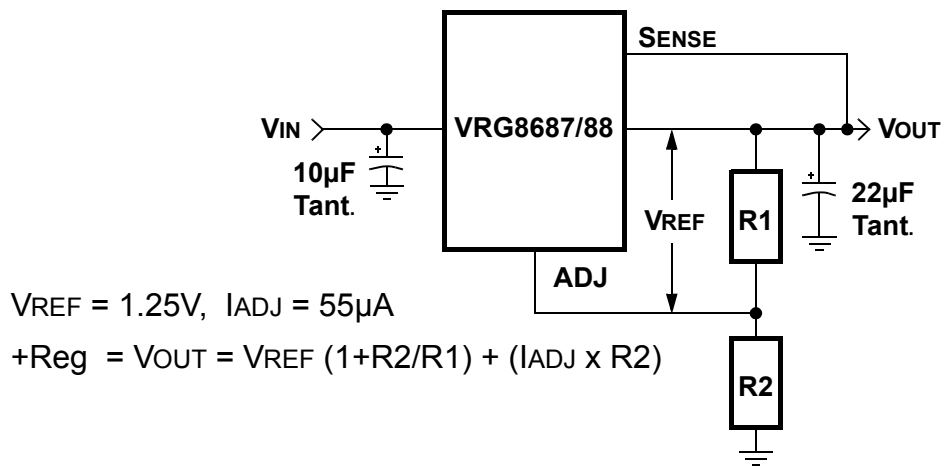 SENSE
VIN
VRG8687/88
VOUT
+
10µF
Tant.
+
22µF
Tant.
VREF
R1
ADJ
VREF = 1.25V, IADJ = 55µA
+Reg = VOUT = VREF (1+R2/R1) + (IADJ x R2)
R2